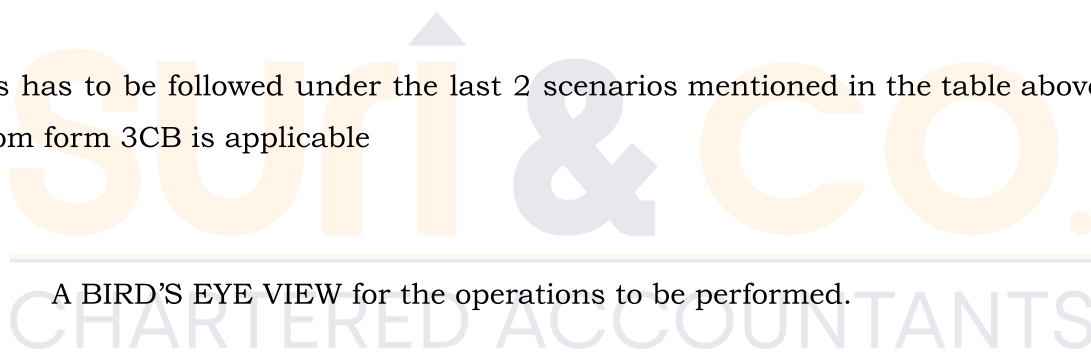 s has to be followed under the last 2 scenarios mentioned in the table above
om form 3CB is applicable
suri & co.
A BIRD’S EYE VIEW for the operations to be performed.
CHARTERED ACCOUNTANTS